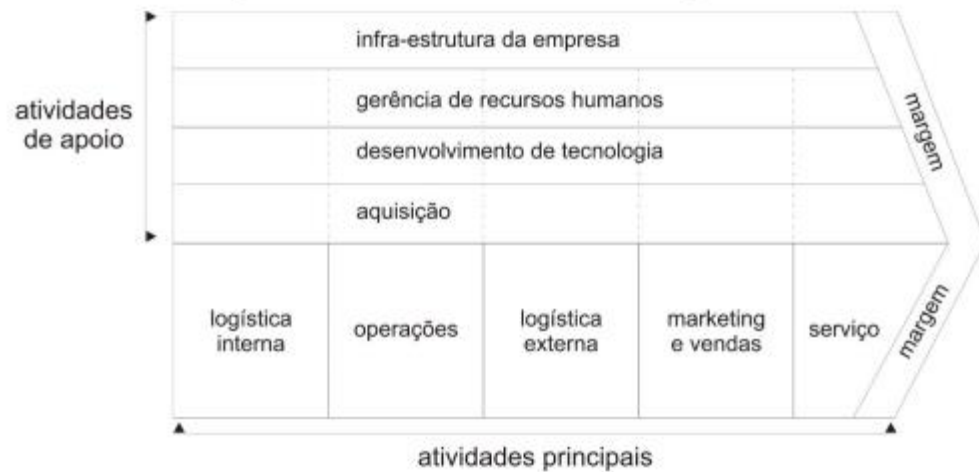 infra-estrutura da empresa
gerência de recursos humanos
desenvolvimento de tecnologia
aquisição
atividades
de apoio
margem
margem
logística
interna
operações
logística
externa
marketing
e vendas
serviço
atividades principais